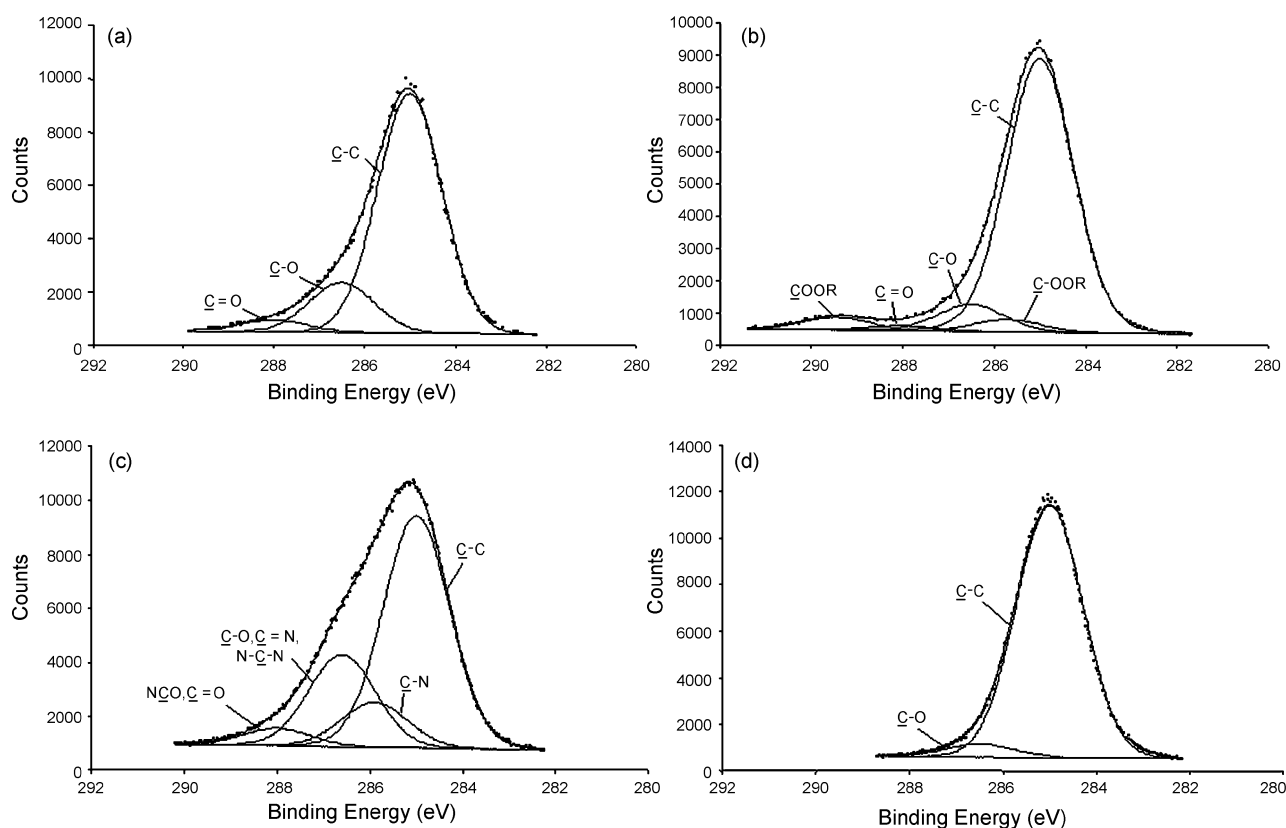 (a)
12000
10000
8000
6000
4000
2000
0
Counts
C-C
C-O
C=O
292 290 288 286 284 282 280
Binding Energy (eV)
(b)
10000
9000
8000
7000
6000
5000
4000
3000
2000
1000
0
Counts
C-C
C-O
C=O
COOR
C-OOR
292 290 288 286 284 282 280
Binding Energy (eV)
(c)
12000
10000
8000
6000
4000
2000
0
Counts
C-C
C-O,C=N,
N-C-N
C-N
NCO,C=O
292 290 288 286 284 282 280
Binding Energy (eV)
(d)
14000
12000
10000
8000
6000
4000
2000
0
Counts
C-C
C-O
292 290 288 286 284 282 280
Binding Energy (eV)